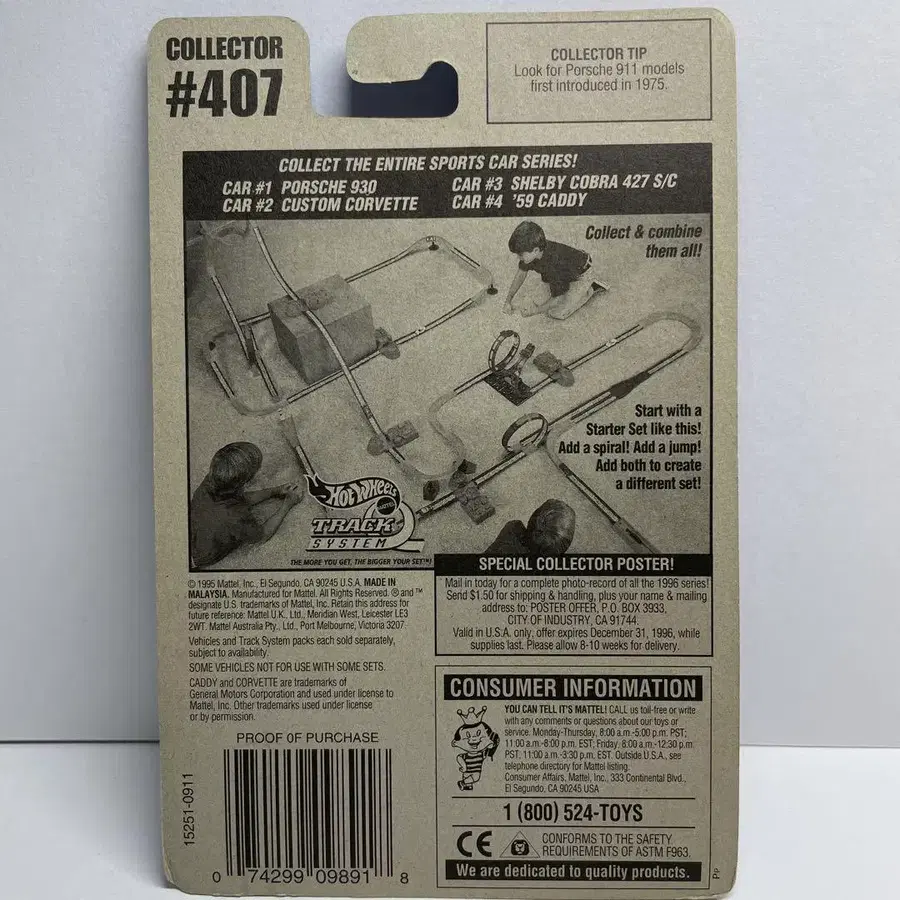 COLLECTOR
#407
COLLECTOR TIP
Look for Porsche 911 models
first introduced in 1975.
COLLECT THE ENTIRE SPORTS CAR SERIES!
CAR #1 PORSCHE 930
CAR #2 CUSTOM CORVETTE
CAR #3 SHELBY COBRA 427 S/C
CAR #4 '59 CADDY
Collect & combine
them all!
Start with a
Starter Set like this!
Add a spiral! Add a jump!
Add both to create
a different set!
HOT WHEELS
MATTEL
TRACK
SYSTEM
THE MORE YOU GET, THE BIGGER YOUR SET™!
© 1995 Mattel, Inc., El Segundo, CA 90245 U.S.A. MADE IN
MALAYSIA. Manufactured for Mattel. All Rights Reserved. ® and ™
designate U.S. trademarks of Mattel, Inc. Retain this address for
future reference: Mattel U.K. Ltd., Meridian West, Leicester LE3
2WT. Mattel Australia Pty., Ltd., Port Melbourne, Victoria 3207.
Vehicles and Track System packs each sold separately,
subject to availability.
SOME VEHICLES NOT FOR USE WITH SOME SETS.
CADDY and CORVETTE are trademarks of
General Motors Corporation and used under license to
Mattel, Inc. Other trademarks used under license
or by permission.
SPECIAL COLLECTOR POSTER!
Mail in today for a complete photo-record of all the 1996 series!
Send $1.50 for shipping & handling, plus your name & mailing
address to: POSTER OFFER, P.O. BOX 3933,
CITY OF INDUSTRY, CA 91744.
Valid in U.S.A. only; offer expires December 31, 1996, while
supplies last. Please allow 8-10 weeks for delivery.
CONSUMER INFORMATION
YOU CAN TELL IT'S MATTEL! CALL us toll-free or write
with any comments or questions about our toys or
service. Monday-Thursday, 8:00 a.m.-5:00 p.m. PST;
11:00 a.m.-8:00 p.m. EST; Friday, 8:00 a.m.-12:30 p.m.
PST, 11:00 a.m.-3:30 p.m. EST. Outside U.S.A., see
telephone directory for Mattel listing.
Consumer Affairs, Mattel, Inc., 333 Continental Blvd.,
El Segundo, CA 90245 USA
1 (800) 524-TOYS
CE
CONFORMS TO THE SAFETY
REQUIREMENTS OF ASTM F963.
We are dedicated to quality products.
PP
PROOF OF PURCHASE
15251-0911
0 74299 09891 8